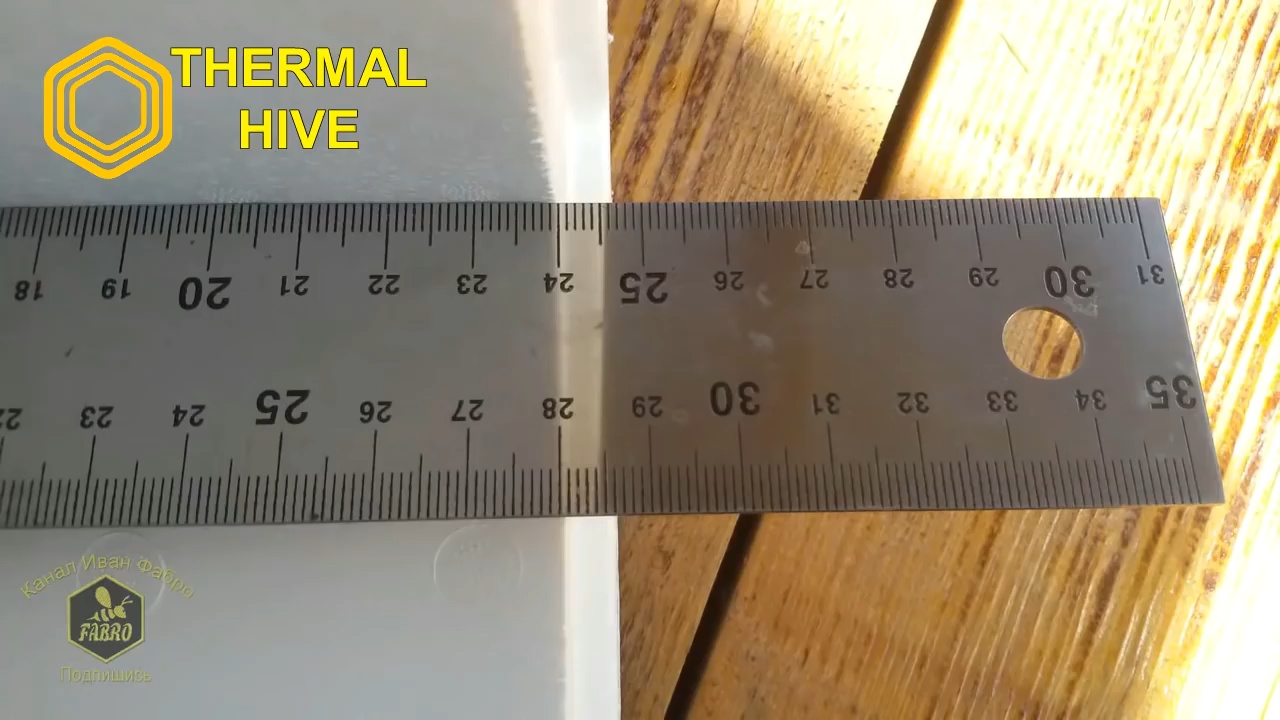 THERMAL
HIVE
18 19 20 21 22 23 24 25 26 27 28 29 30 31
23 24 25 26 27 28 29 30 31 32 33 34 35
Канал Иван Фабро
FABRO
Подпишись